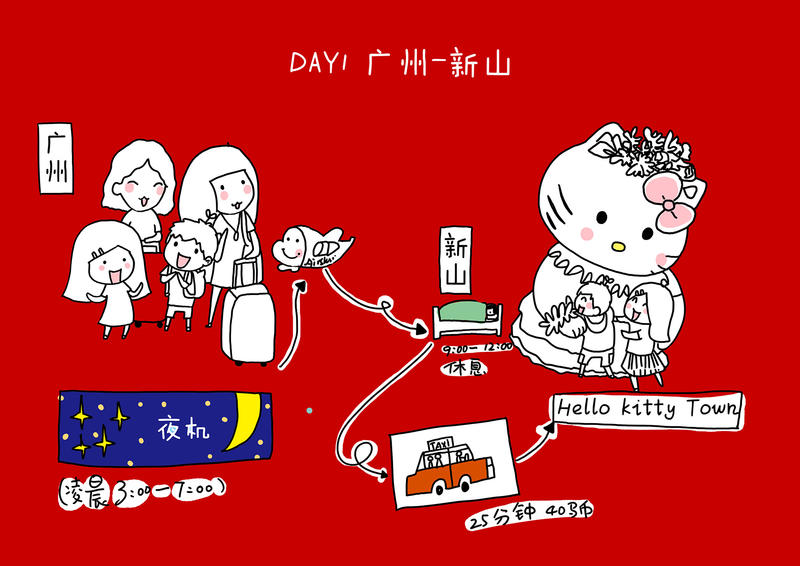 DAY1 广州-新山
广州
新山
9:00-12:00
休息
夜机
(凌晨 3:00-7:00)
TAXI
25分钟 40马币
Hello kitty Town